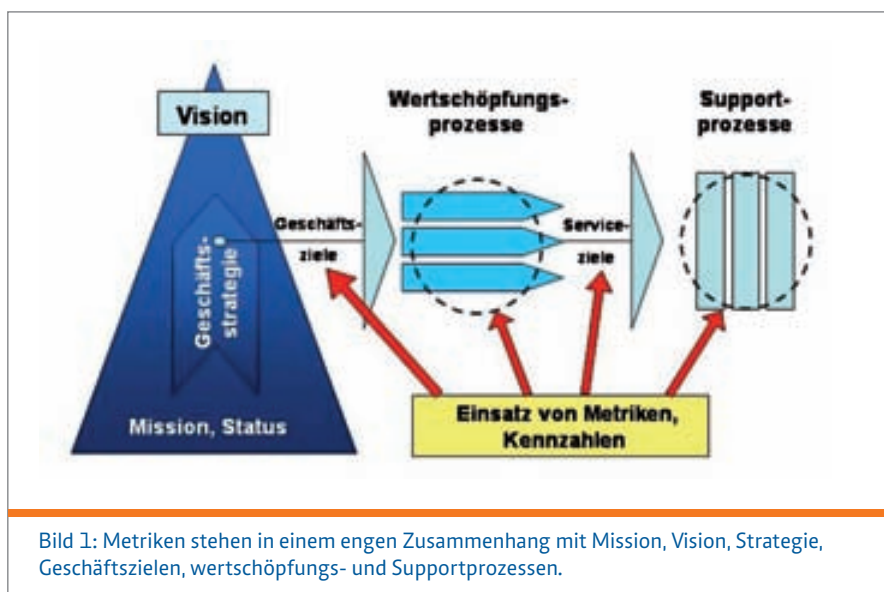 Vision
Wertschöpfungs-
prozesse
Support-
prozesse
Geschäfts-
ziele
Service-
ziele
Geschäfts-
strategie
Mission, Status
Einsatz von Metriken,
Kennzahlen
Bild 1: Metriken stehen in einem engen Zusammenhang mit Mission, Vision, Strategie,
Geschäftszielen, wertschöpfungs- und Supportprozessen.